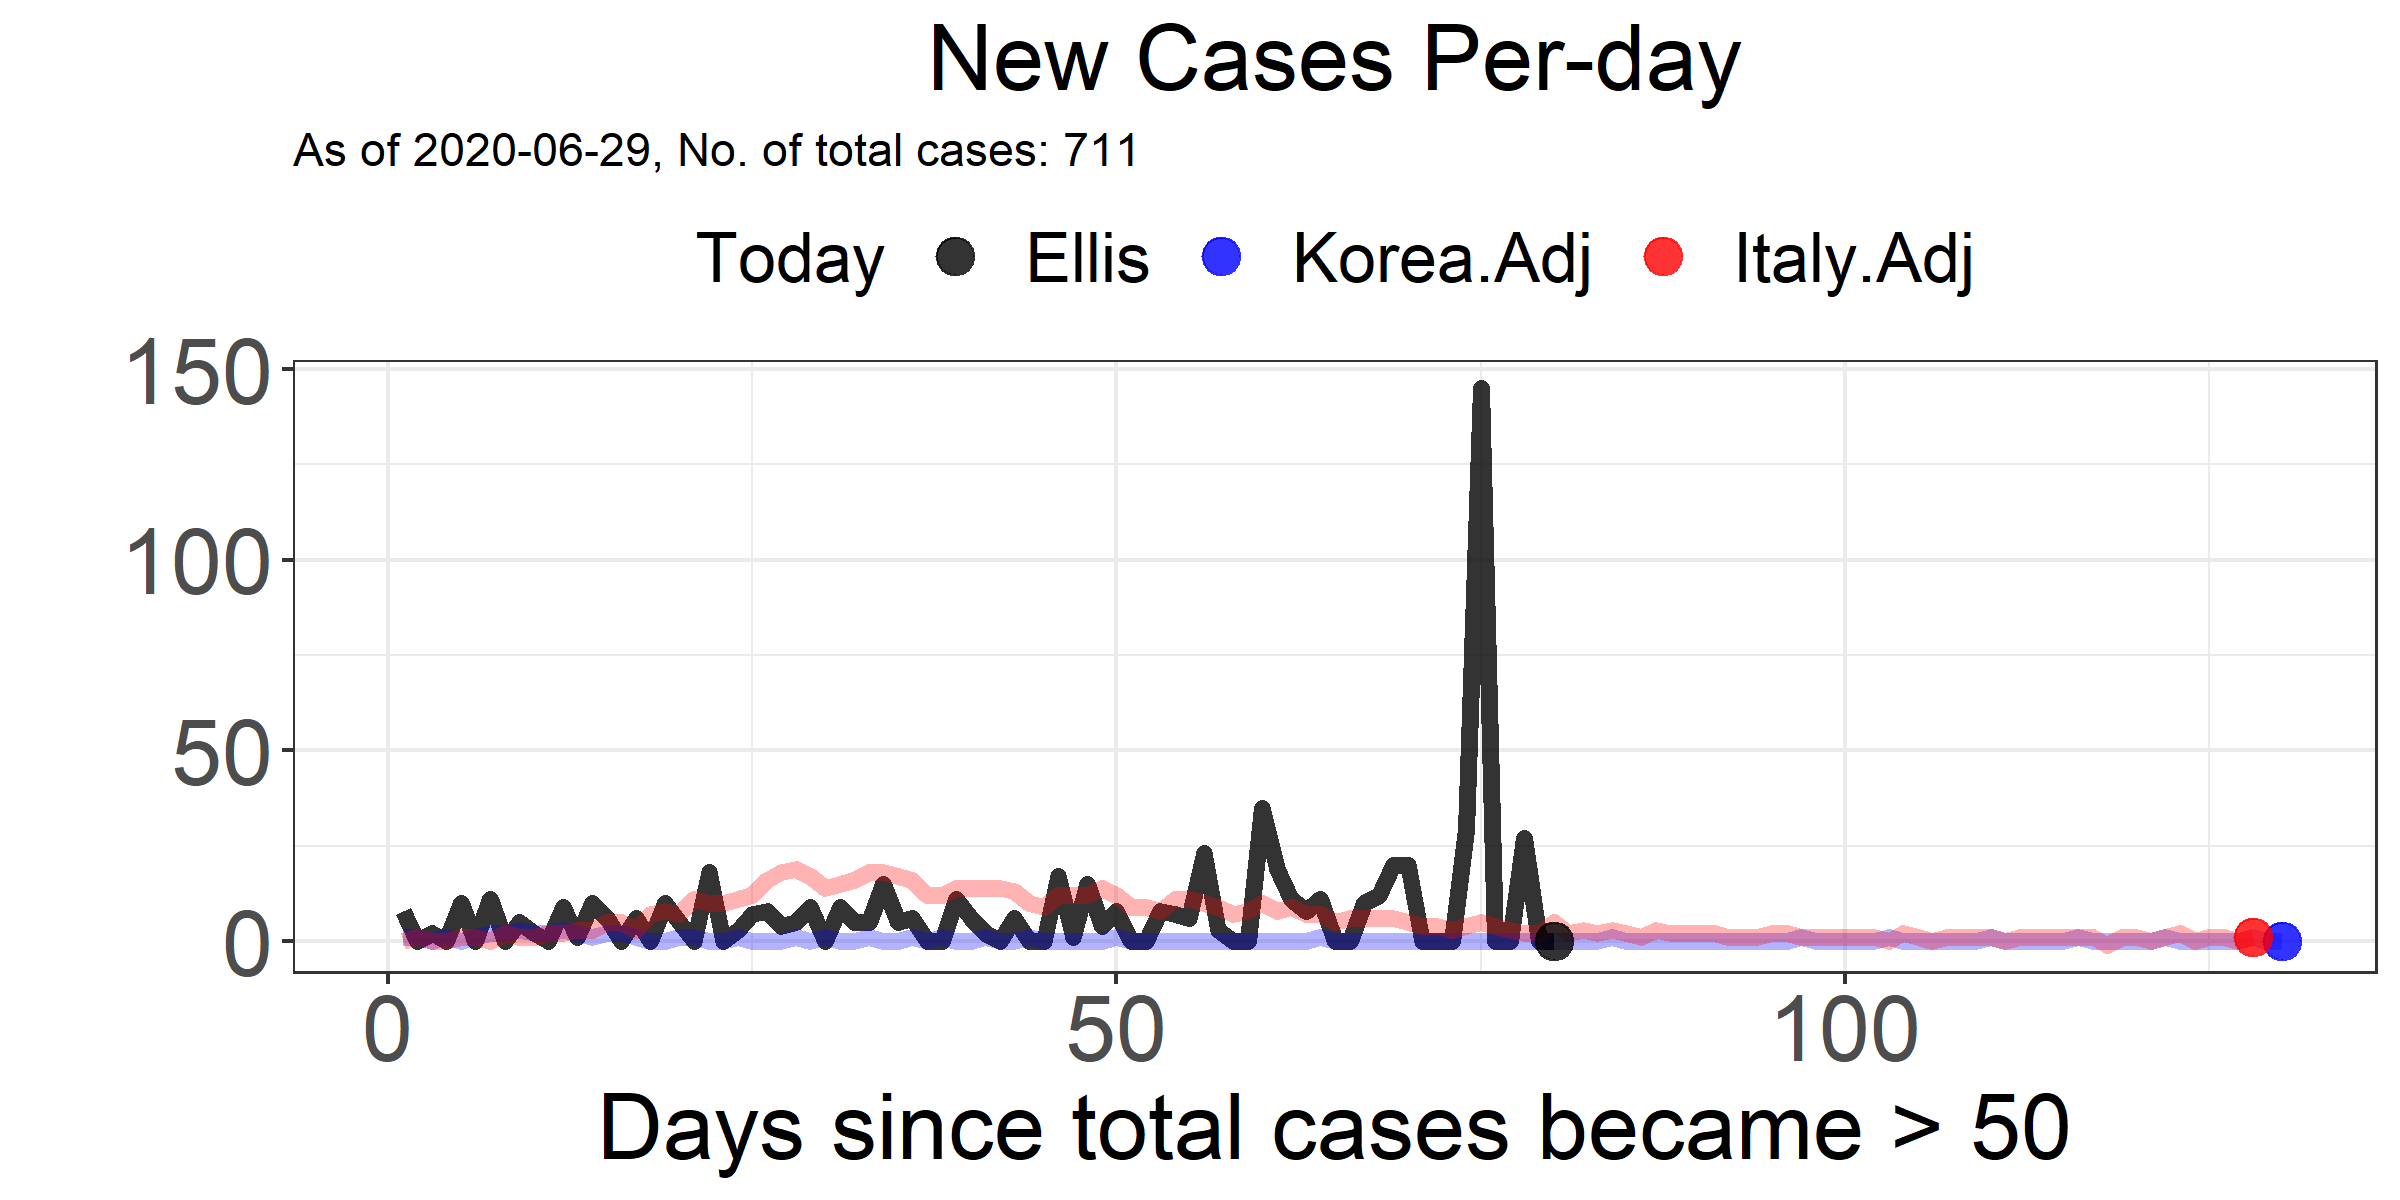 New Cases Per-day
As of 2020-06-29, No. of total cases: 711
Today Ellis Korea.Adj Italy.Adj
150
100
50
0
0 50 100
Days since total cases became > 50